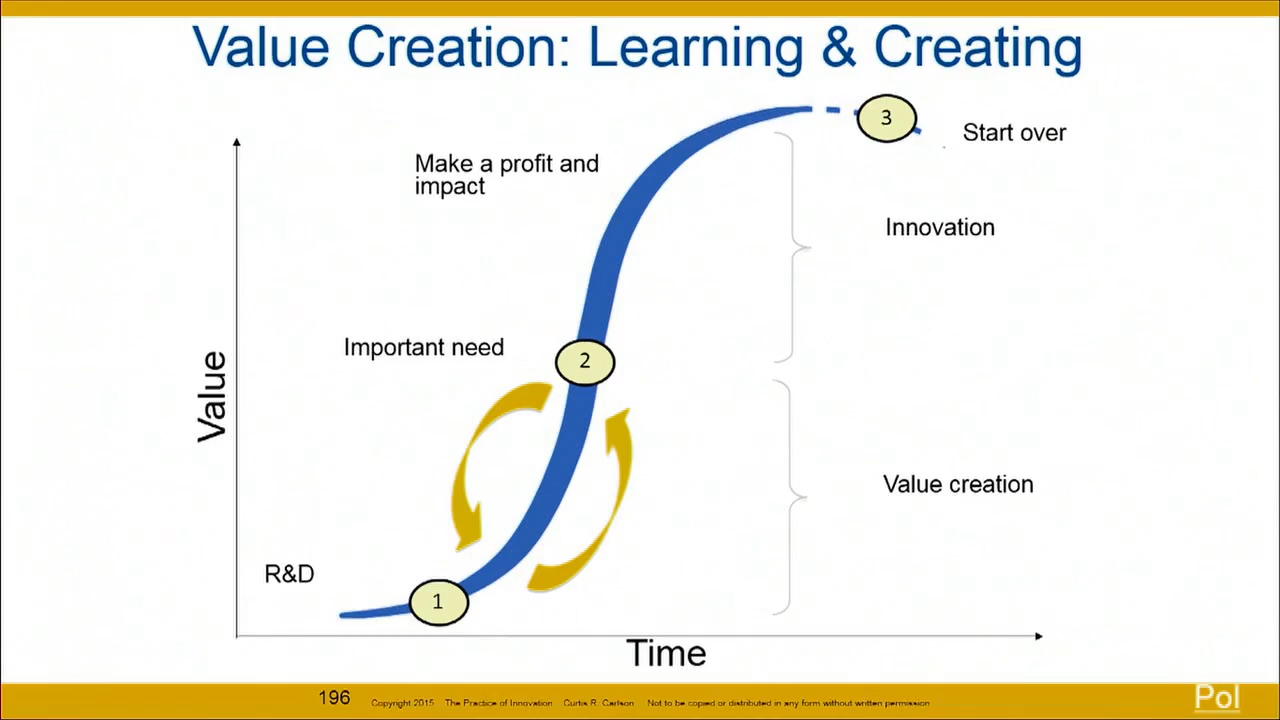 Value Creation: Learning & Creating
3
Start over
Make a profit and
impact
Innovation
Important need
2
Value
Value creation
R&D
1
Time
196 Copyright 2015 The Practice of Innovation Curtis R. Carlson Not to be copied or distributed in any form without written permission
Pol